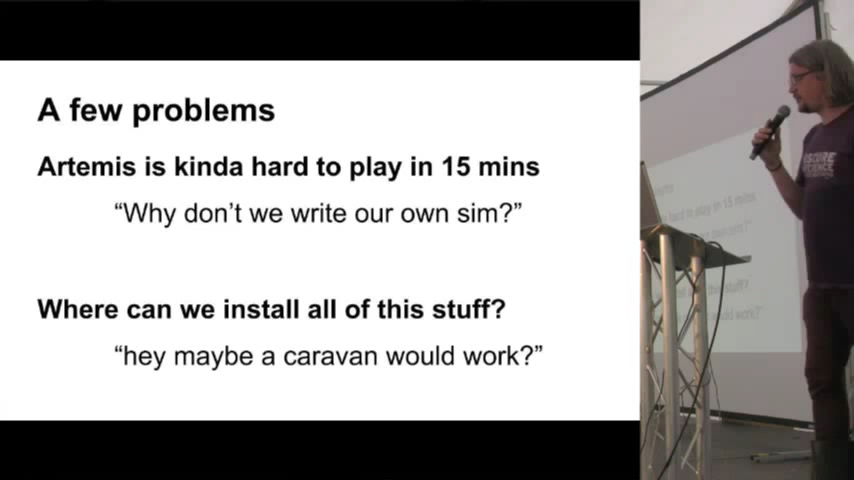 A few problems
Artemis is kinda hard to play in 15 mins
“Why don’t we write our own sim?”
Where can we install all of this stuff?
“hey maybe a caravan would work?”